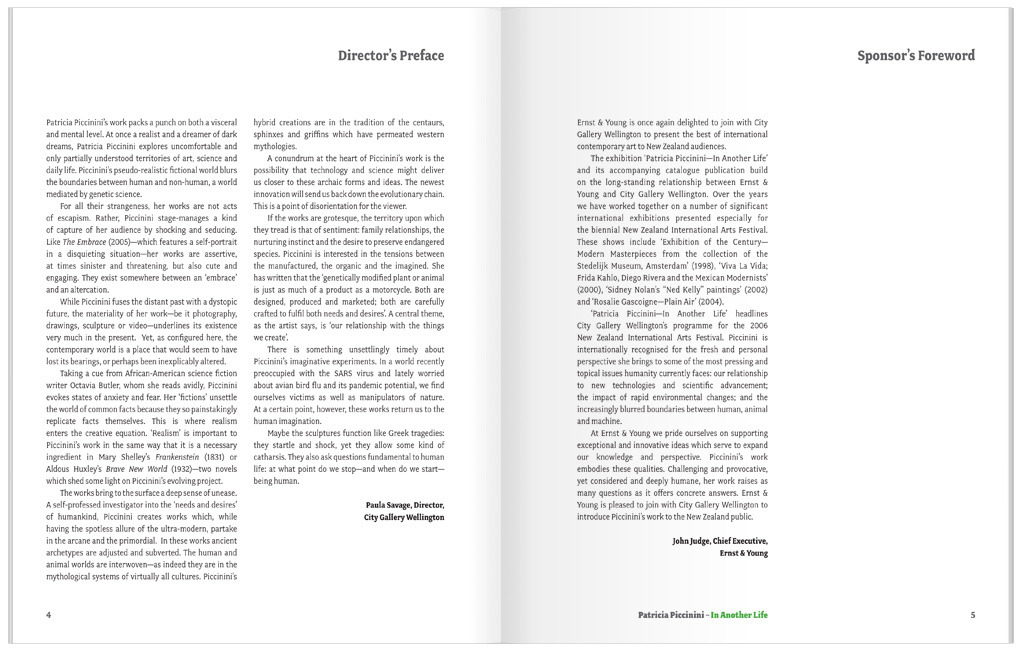 Director's Preface
Patricia Piccinini's work packs a punch on both a visceral
and mental level. At once a realist and a dreamer of dark
dreams, Patricia Piccinini explores uncomfortable and
only partially understood territories of art, science and
daily life. Piccinini's pseudo-realistic fictional world blurs
the boundaries between human and non-human, a world
mediated by genetic science.
For all their strangeness, her works are not acts
of escapism. Rather, Piccinini stage-manages a kind
of capture of her audience by shocking and seducing.
Like The Embrace (2005)—which features a self-portrait
in a disquieting situation—her works are assertive,
at times sinister and threatening, but also cute and
engaging. They exist somewhere between an 'embrace'
and an altercation.
While Piccinini fuses the distant past with a dystopic
future, the materiality of her work—be it photography,
drawings, sculpture or video—underlines its existence
very much in the present. Yet, as configured here, the
contemporary world is a place that would seem to have
lost its bearings, or perhaps been inexplicably altered.
Taking a cue from African-American science fiction
writer Octavia Butler, whom she reads avidly, Piccinini
evokes states of anxiety and fear. Her 'fictions' unsettle
the world of common facts because they so painstakingly
replicate facts themselves. This is where realism
enters the creative equation. 'Realism' is important to
Piccinini's work in the same way that it is a necessary
ingredient in Mary Shelley's Frankenstein (1831) or
Aldous Huxley's Brave New World (1932)—two novels
which shed some light on Piccinini's evolving project.
The works bring to the surface a deep sense of unease.
A self-professed investigator into the 'needs and desires'
of humankind, Piccinini creates works which, while
having the spotless allure of the ultra-modern, partake
in the arcane and the primordial. In these works ancient
archetypes are adjusted and subverted. The human and
animal worlds are interwoven—as indeed they are in the
mythological systems of virtually all cultures. Piccinini's
hybrid creations are in the tradition of the centaurs,
sphinxes and griffins which have permeated western
mythologies.
A conundrum at the heart of Piccinini's work is the
possibility that technology and science might deliver
us closer to these archaic forms and ideas. The newest
innovation will send us back down the evolutionary chain.
This is a point of disorientation for the viewer.
If the works are grotesque, the territory upon which
they tread is that of sentiment: family relationships, the
nurturing instinct and the desire to preserve endangered
species. Piccinini is interested in the tensions between
the manufactured, the organic and the imagined. She
has written that the 'genetically modified plant or animal
is just as much of a product as a motorcycle. Both are
designed, produced and marketed; both are carefully
crafted to fulfil both needs and desires'. A central theme,
as the artist says, is 'our relationship with the things
we create'.
There is something unsettlingly timely about
Piccinini's imaginative experiments. In a world recently
preoccupied with the SARS virus and lately worried
about avian bird flu and its pandemic potential, we find
ourselves victims as well as manipulators of nature.
At a certain point, however, these works return us to the
human imagination.
Maybe the sculptures function like Greek tragedies:
they startle and shock, yet they allow some kind of
catharsis. They also ask questions fundamental to human
life: at what point do we stop—and when do we start—
being human.
Paula Savage, Director,
City Gallery Wellington
4
Sponsor's Foreword
Ernst & Young is once again delighted to join with City
Gallery Wellington to present the best of international
contemporary art to New Zealand audiences.
The exhibition 'Patricia Piccinini—In Another Life'
and its accompanying catalogue publication build
on the long-standing relationship between Ernst &
Young and City Gallery Wellington. Over the years
we have worked together on a number of significant
international exhibitions presented especially for
the biennial New Zealand International Arts Festival.
These shows include 'Exhibition of the Century—
Modern Masterpieces from the collection of the
Stedelijk Museum, Amsterdam' (1998), 'Viva La Vida;
Frida Kahlo, Diego Rivera and the Mexican Modernists'
(2000), 'Sidney Nolan's "Ned Kelly" paintings' (2002)
and 'Rosalie Gascoigne—Plain Air' (2004).
'Patricia Piccinini—In Another Life' headlines
City Gallery Wellington's programme for the 2006
New Zealand International Arts Festival. Piccinini is
internationally recognised for the fresh and personal
perspective she brings to some of the most pressing and
topical issues humanity currently faces: our relationship
to new technologies and scientific advancement;
the impact of rapid environmental changes; and the
increasingly blurred boundaries between human, animal
and machine.
At Ernst & Young we pride ourselves on supporting
exceptional and innovative ideas which serve to expand
our knowledge and perspective. Piccinini's work
embodies these qualities. Challenging and provocative,
yet considered and deeply humane, her work raises as
many questions as it offers concrete answers. Ernst &
Young is pleased to join with City Gallery Wellington to
introduce Piccinini's work to the New Zealand public.
John Judge, Chief Executive,
Ernst & Young
Patricia Piccinini – In Another Life
5